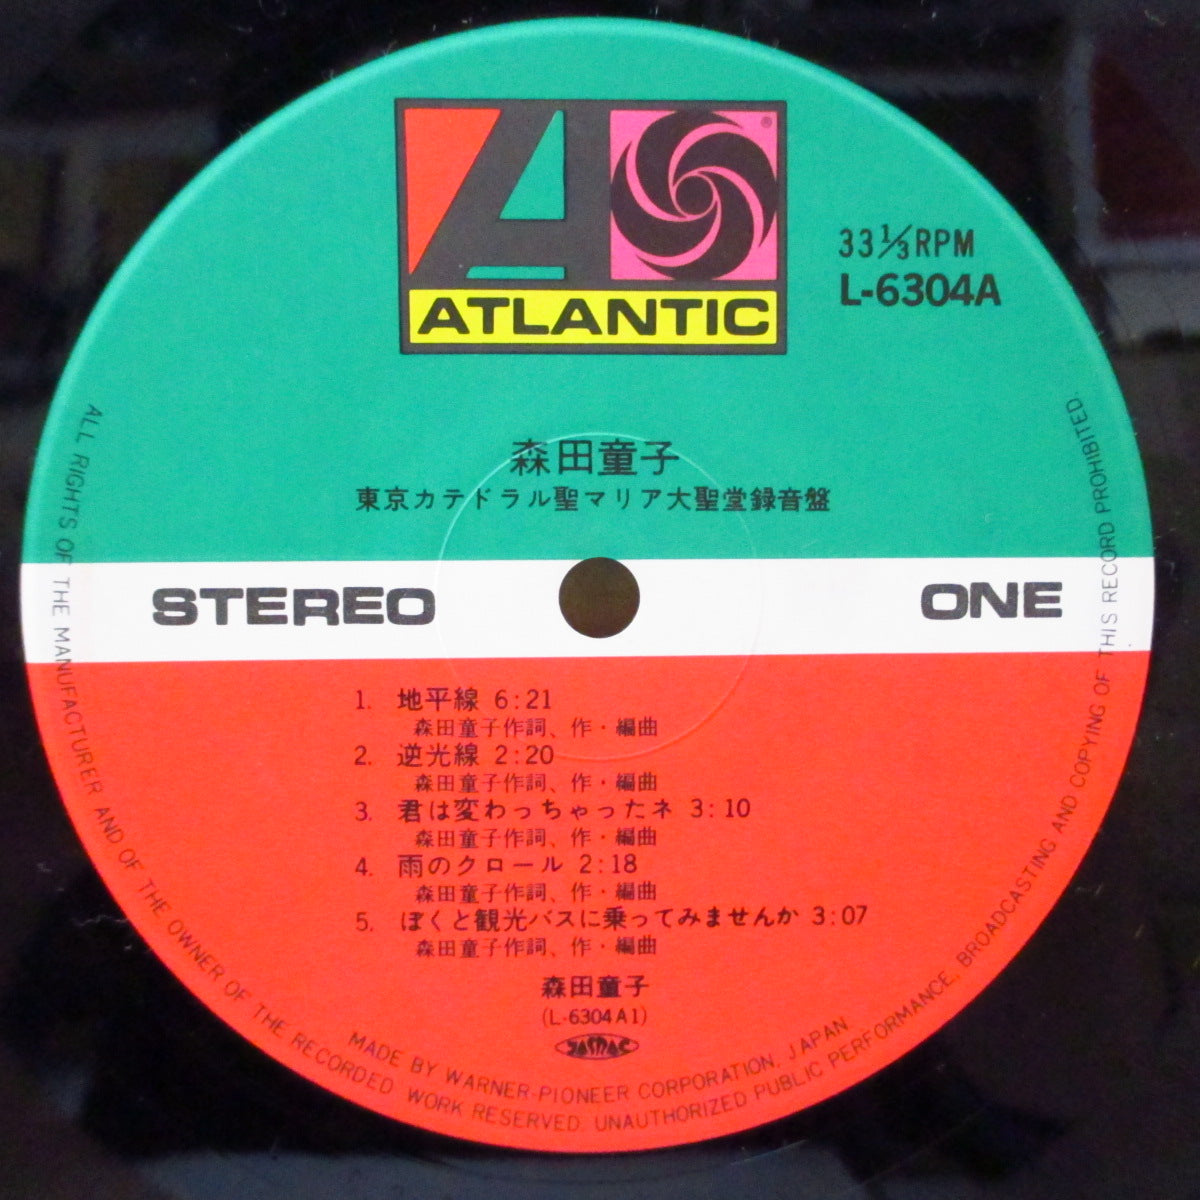 ATLANTIC
®
33 1/3 RPM
L-6304A
森田童子
東京カテドラル聖マリア大聖堂録音盤
STEREO
ONE
1. 地平線 6:21
森田童子作詞、作・編曲
2. 逆光線 2:20
森田童子作詞、作・編曲
3. 君は変わっちゃったネ 3:10
森田童子作詞、作・編曲
4. 雨のクロール 2:18
森田童子作詞、作・編曲
5. ぼくと観光バスに乗ってみませんか 3:07
森田童子作詞、作・編曲
森田童子
(L-6304A1)
JASRAC
MADE BY WARNER-PIONEER CORPORATION, JAPAN
ALL RIGHTS OF THE MANUFACTURER AND OF THE OWNER OF THE RECORDED WORK RESERVED. UNAUTHORIZED PUBLIC PERFORMANCE, BROADCASTING AND COPYING OF THIS RECORD PROHIBITED.